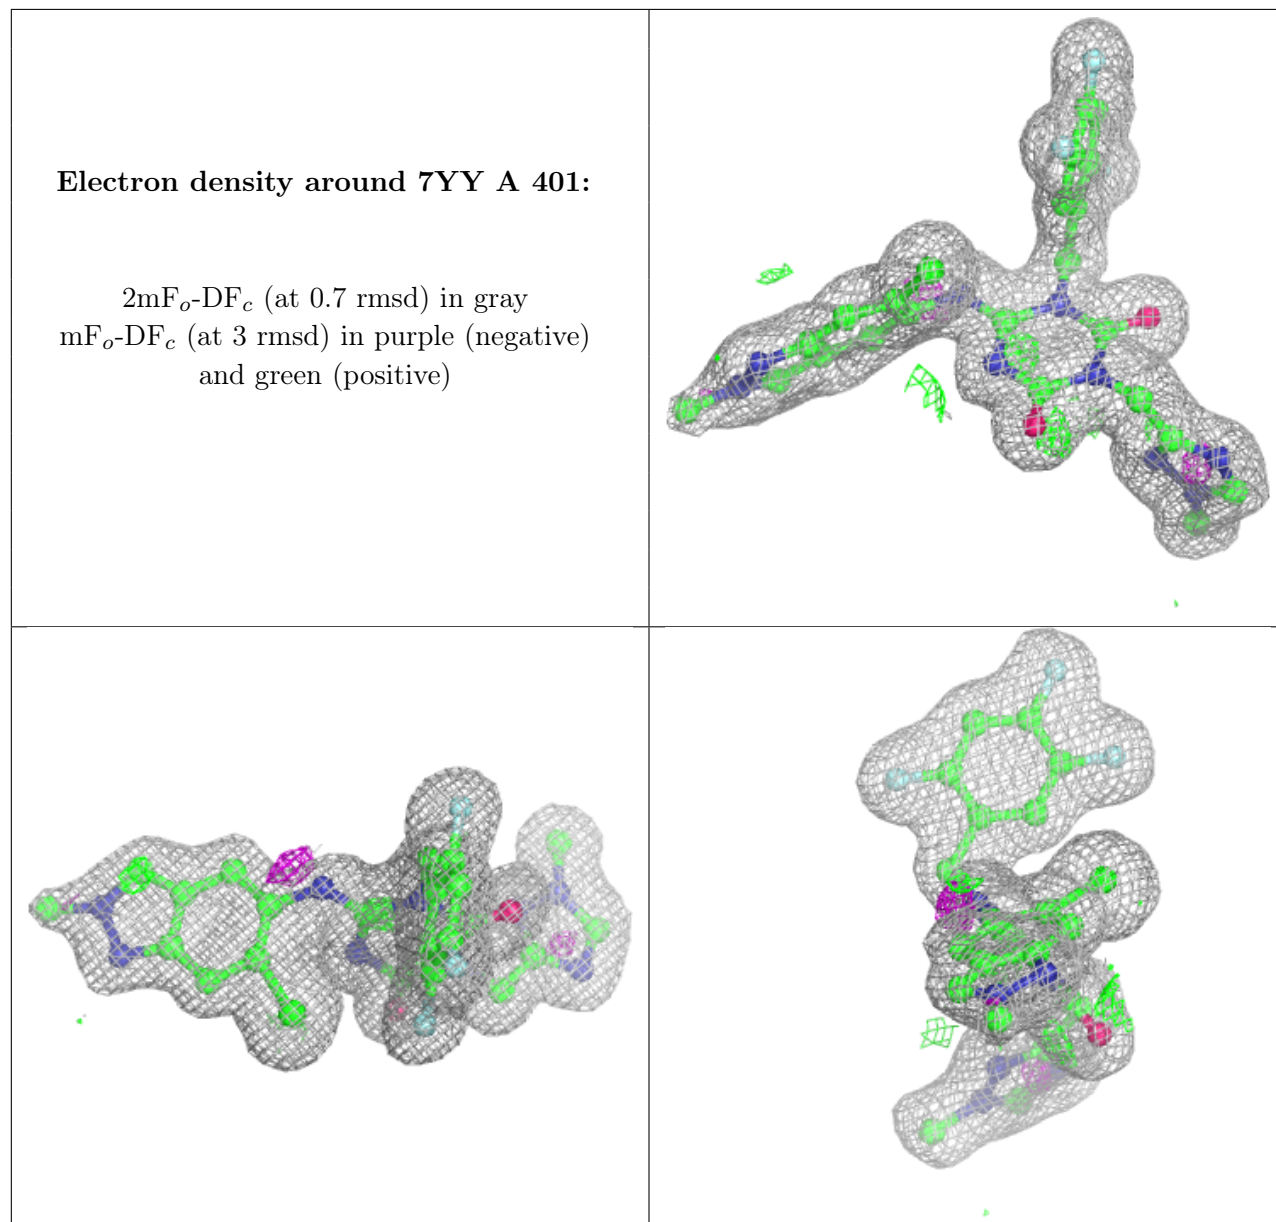 Electron density around 7YY A 401:
2mFo-DFc (at 0.7 rmsd) in gray
mFo-DFc (at 3 rmsd) in purple (negative)
and green (positive)